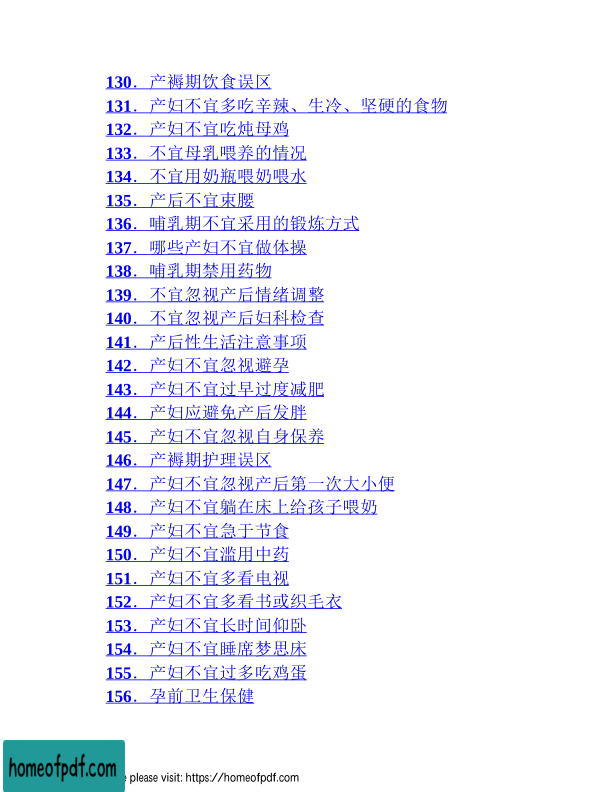 130．产褥期饮食误区
131．产妇不宜多吃辛辣、生冷、坚硬的食物
132．产妇不宜吃炖母鸡
133．不宜母乳喂养的情况
134．不宜用奶瓶喂奶喂水
135．产后不宜束腰
136．哺乳期不宜采用的锻炼方式
137．哪些产妇不宜做体操
138．哺乳期禁用药物
139．不宜忽视产后情绪调整
140．不宜忽视产后妇科检查
141．产后性生活注意事项
142．产妇不宜忽视避孕
143．产妇不宜过早过度减肥
144．产妇应避免产后发胖
145．产妇不宜忽视自身保养
146．产褥期护理误区
147．产妇不宜忽视产后第一次大小便
148．产妇不宜躺在床上给孩子喂奶
149．产妇不宜急于节食
150．产妇不宜滥用中药
151．产妇不宜多看电视
152．产妇不宜多看书或织毛衣
153．产妇不宜长时间仰卧
154．产妇不宜睡席梦思床
155．产妇不宜过多吃鸡蛋
156．孕前卫生保健
homeofpdf.com
please visit: https://homeofpdf.com